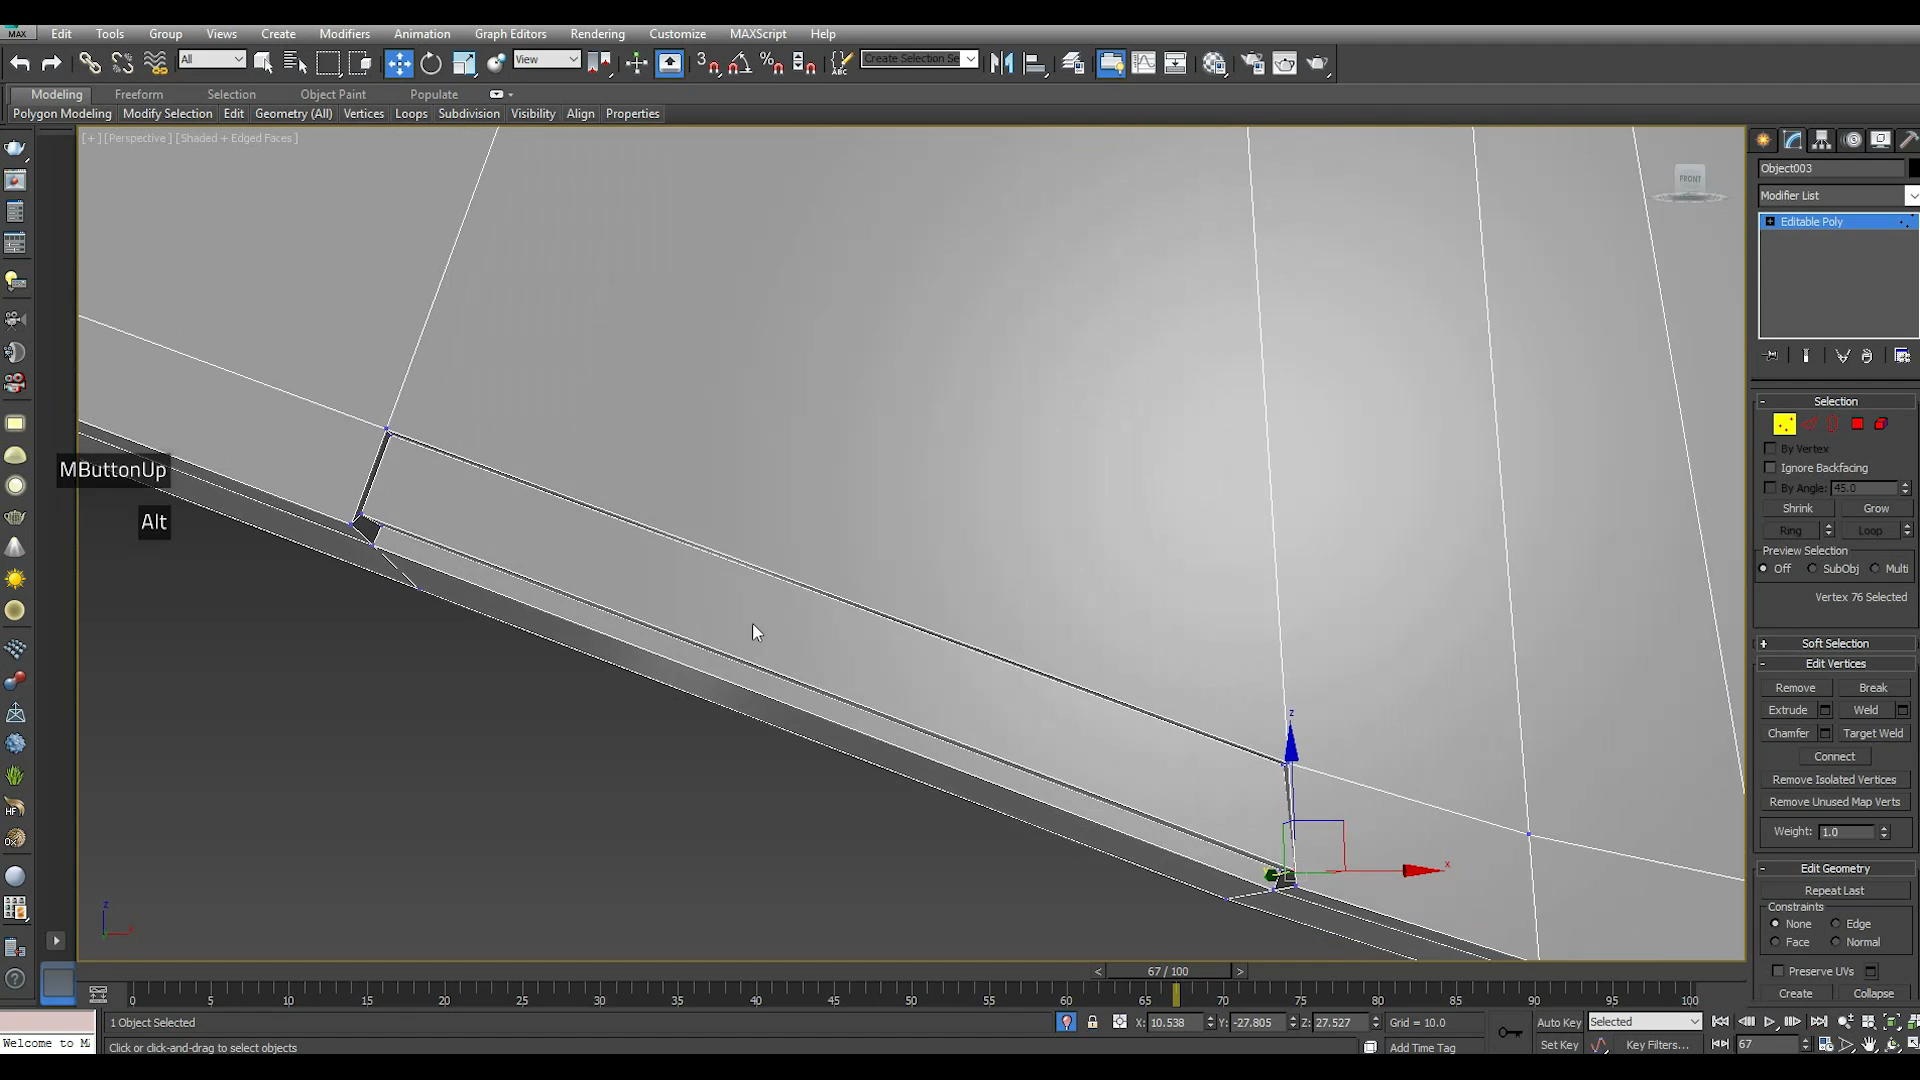 MAX Edit Tools Group Views Create Modifiers Animation Graph Editors Rendering Customize MAXScript Help
All View 3 % ABC Create Selection Se
Modeling Freeform Selection Object Paint Populate
Polygon Modeling Modify Selection Edit Geometry (All) Vertices Loops Subdivision Visibility Align Properties
[+] [Perspective] [Shaded + Edged Faces]
FRONT
Object003
Modifier List
Editable Poly
Selection
By Vertex
Ignore Backfacing
By Angle: 45.0
Shrink Grow
Ring Loop
Preview Selection
Off SubObj Multi
Vertex 76 Selected
Soft Selection
Edit Vertices
Remove Break
Extrude Weld
Chamfer Target Weld
Connect
Remove Isolated Vertices
Remove Unused Map Verts
Weight: 1.0
Edit Geometry
Repeat Last
Constraints
None Edge
Face Normal
Preserve UVs
Create Collapse
MButtonUp
Alt
HF
z
x
z
< 67 / 100 >
0 5 10 15 20 25 30 35 40 45 50 55 60 65 70 75 80 85 90 95 100
1 Object Selected X: 10.538 Y: -27.805 Z: 27.527 Grid = 10.0 Auto Key Selected
Welcome to Click or click-and-drag to select objects Add Time Tag Set Key Key Filters... 67